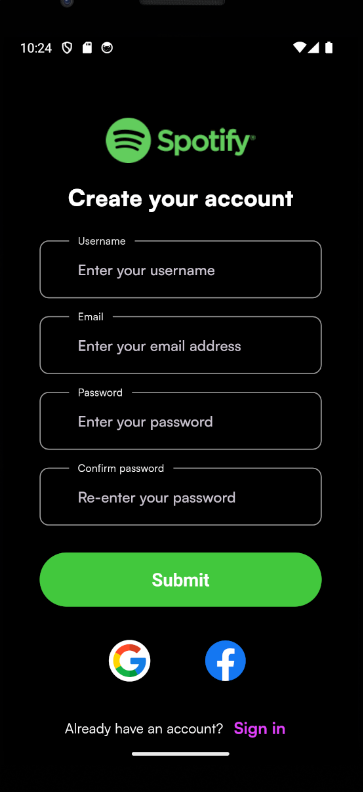 10:24
Spotify®
Create your account
Username
Enter your username
Email
Enter your email address
Password
Enter your password
Confirm password
Re-enter your password
Submit
Already have an account? Sign in